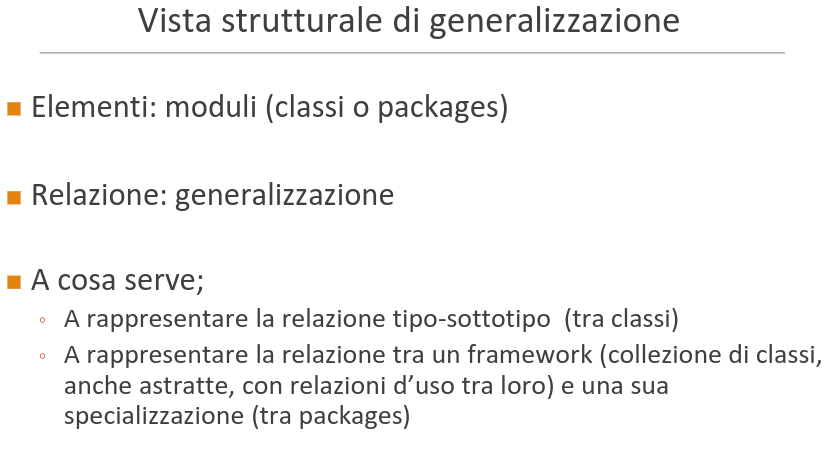 Vista strutturale di generalizzazione
Elementi: moduli (classi o packages)
Relazione: generalizzazione
A cosa serve;
A rappresentare la relazione tipo-sottotipo (tra classi)
A rappresentare la relazione tra un framework (collezione di classi,
anche astratte, con relazioni d’uso tra loro) e una sua
specializzazione (tra packages)